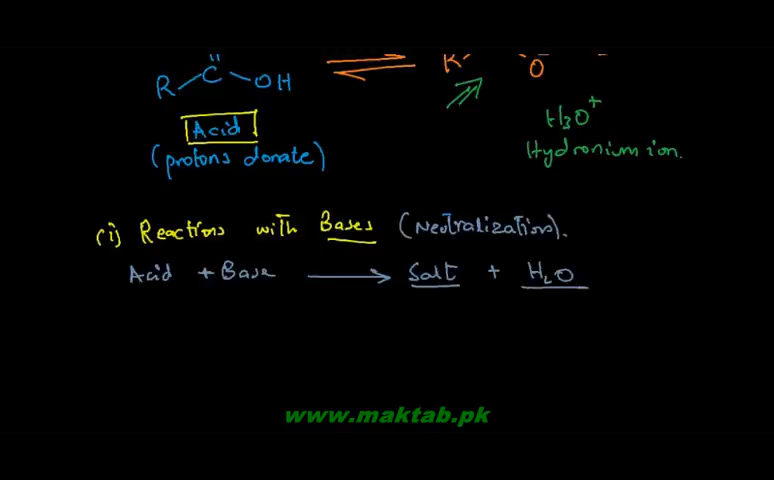 R C OH
R O
Acid
(protons donate)
H₃O⁺
Hydronium ion.
(i) Reactions with Bases (Neutralization).
Acid + Base ⟶ Salt + H₂O
www.maktab.pk